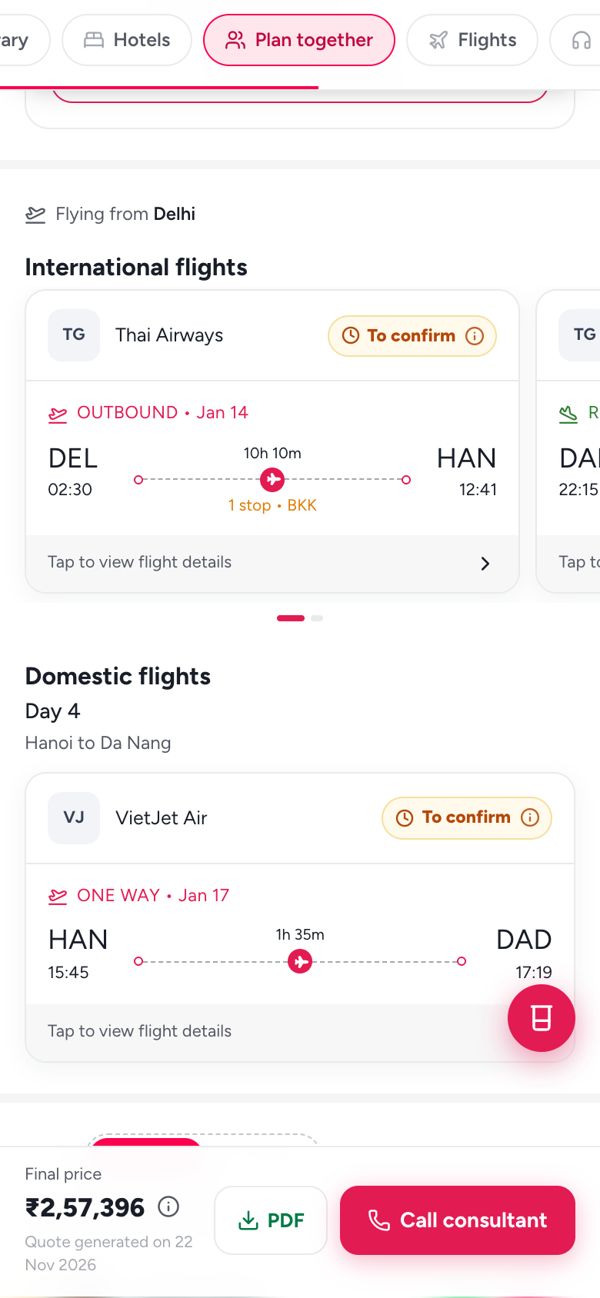 ary
Hotels
Plan together
Flights
Flying from Delhi
International flights
TG
Thai Airways
To confirm
TG
OUTBOUND • Jan 14
R
DEL
10h 10m
HAN
DA
02:30
12:41
22:15
1 stop • BKK
Tap to view flight details
Tap to
Domestic flights
Day 4
Hanoi to Da Nang
VJ
VietJet Air
To confirm
ONE WAY • Jan 17
HAN
1h 35m
DAD
15:45
17:19
Tap to view flight details
Final price
₹2,57,396
PDF
Call consultant
Quote generated on 22
Nov 2026